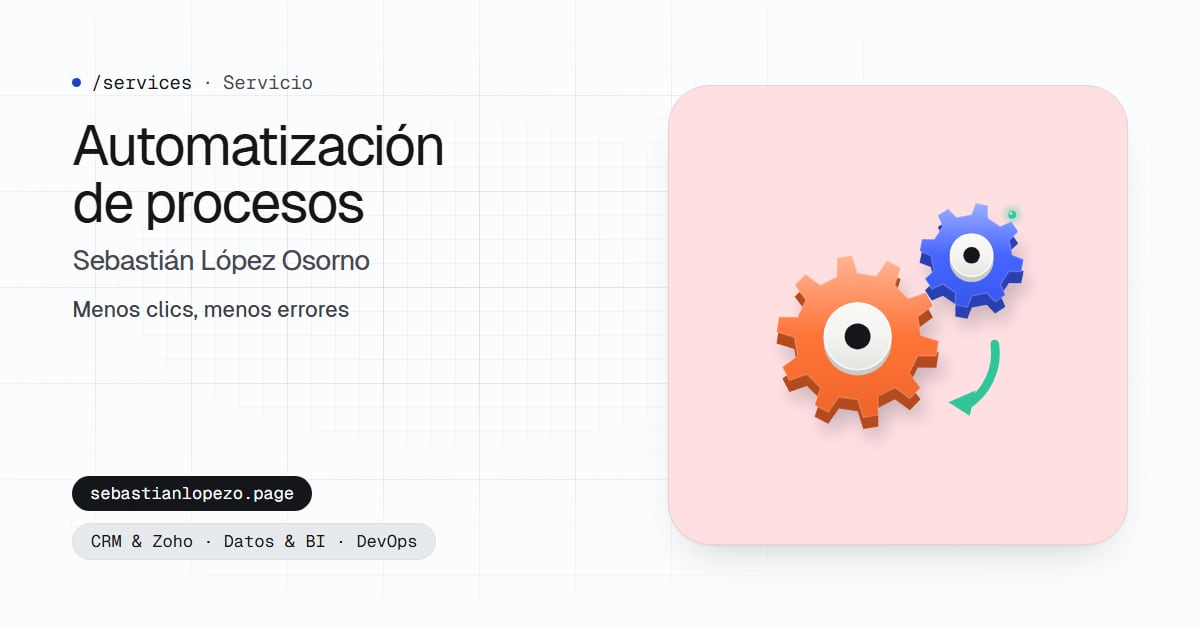 /services · Servicio
Automatización
de procesos
Sebastián López Osorno
Menos clics, menos errores
sebastianlopezo.page
CRM & Zoho · Datos & BI · DevOps